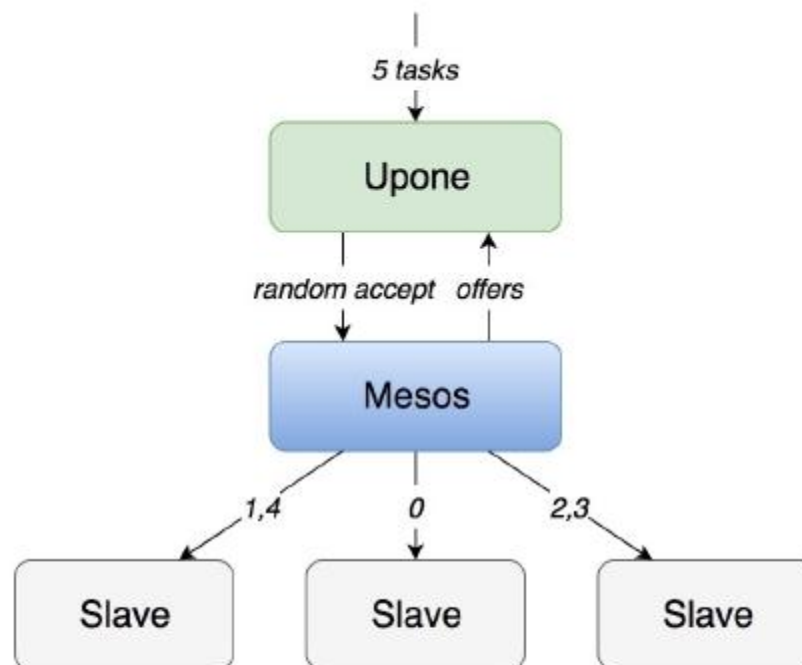 5 tasks
Upone
random accept
offers
Mesos
1,4
0
2,3
Slave
Slave
Slave